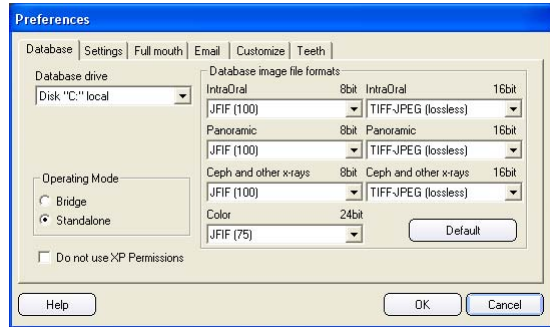 Preferences
Database Settings Full mouth Email Customize Teeth
Database drive
Disk "C:" local
Operating Mode
Bridge
Standalone
Do not use XP Permissions
Database image file formats
IntraOral 8bit IntraOral 16bit
JFIF (100) TIFF-JPEG (lossless)
Panoramic 8bit Panoramic 16bit
JFIF (100) TIFF-JPEG (lossless)
Ceph and other x-rays 8bit Ceph and other x-rays 16bit
JFIF (100) TIFF-JPEG (lossless)
Color 24bit
JFIF (75) Default
Help OK Cancel